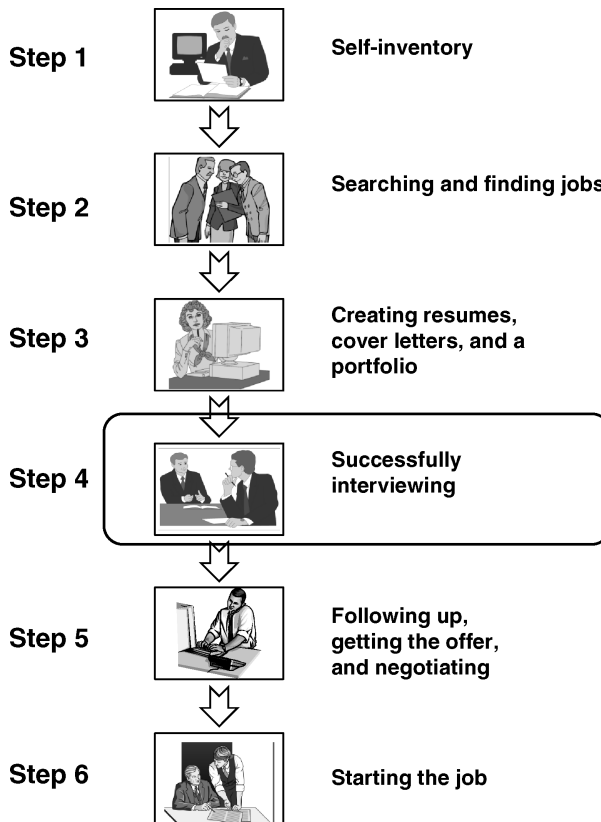 Step 1
Self-inventory
Step 2
Searching and finding jobs
Step 3
Creating resumes,
cover letters, and a
portfolio
Step 4
Successfully
interviewing
Step 5
Following up,
getting the offer,
and negotiating
Step 6
Starting the job